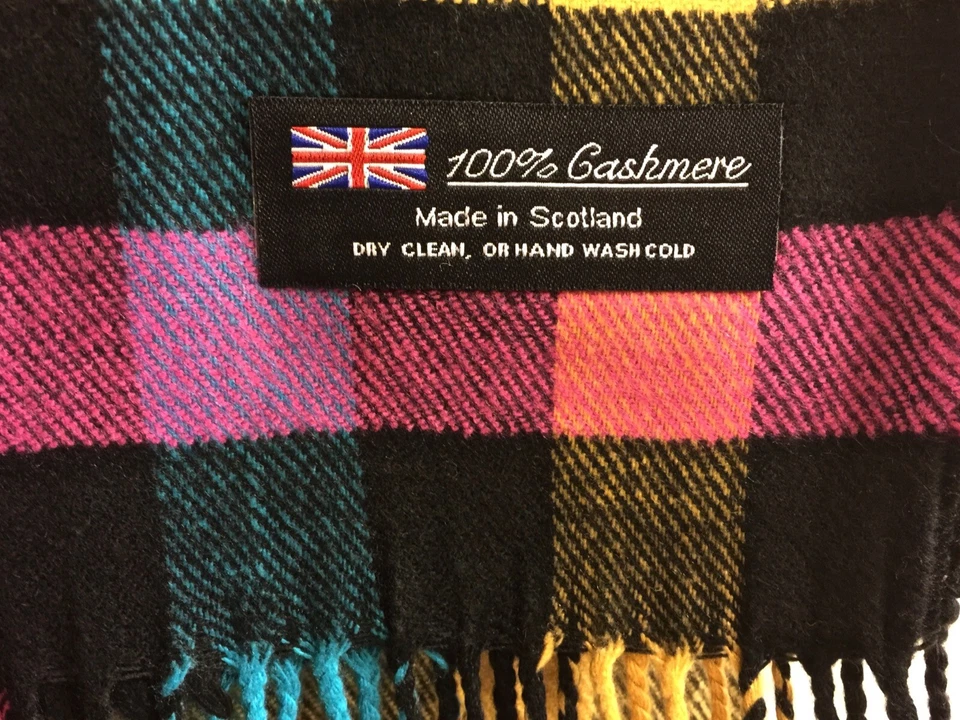 100% Cashmere
Made in Scotland
DRY CLEAN, OR HAND WASH COLD